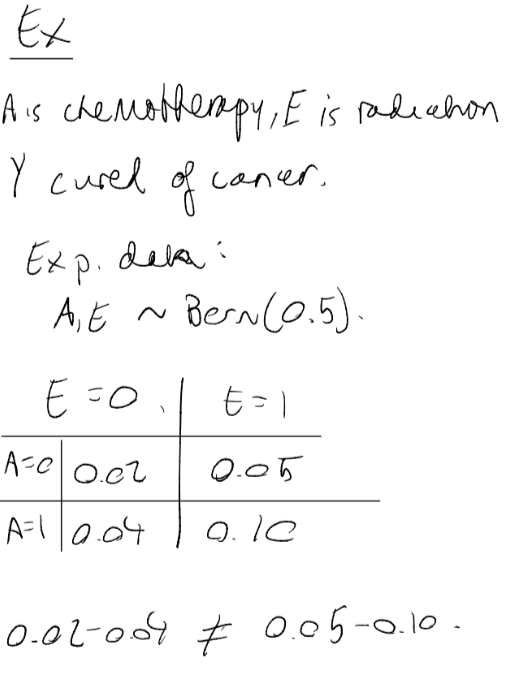 Ex
A is chemotherapy, E is radiation
Y cured of cancer.
Exp. data:
A, E ~ Bern(0.5).
E=0. E=1
A=0 0.02 0.05
A=1 0.04 0.10
0.02-0.04 ≠ 0.05-0.10.